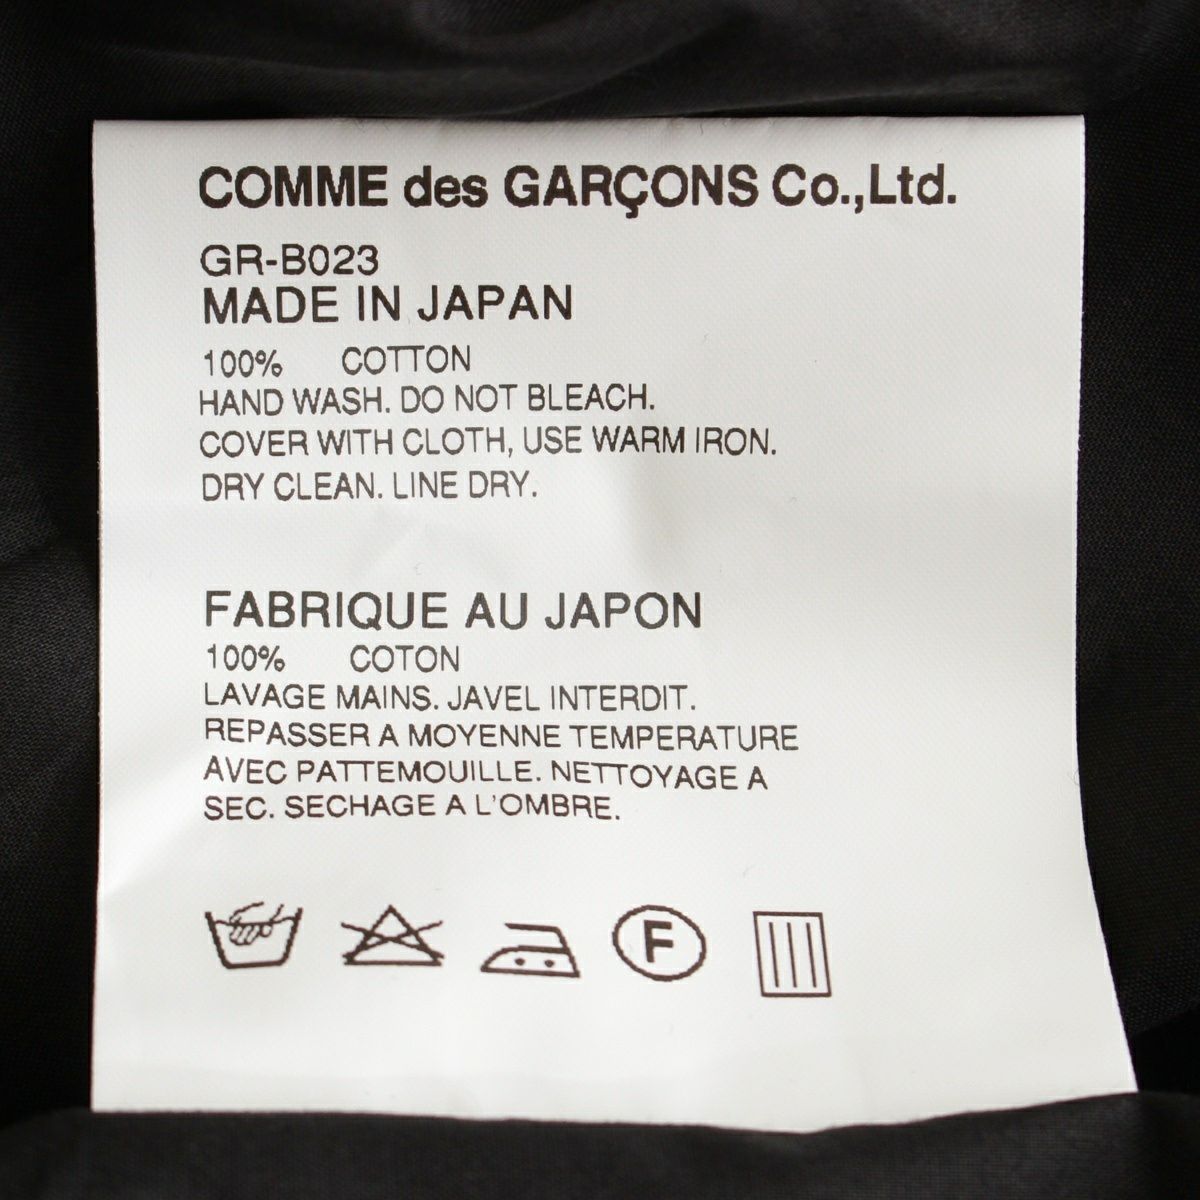 COMME des GARÇONS Co.,Ltd.
GR-B023
MADE IN JAPAN
100% COTTON
HAND WASH. DO NOT BLEACH.
COVER WITH CLOTH, USE WARM IRON.
DRY CLEAN. LINE DRY.
FABRIQUE AU JAPON
100% COTON
LAVAGE MAINS. JAVEL INTERDIT.
REPASSER A MOYENNE TEMPERATURE
AVEC PATTEMOUILLE. NETTOYAGE A
SEC. SECHAGE A L'OMBRE.
F